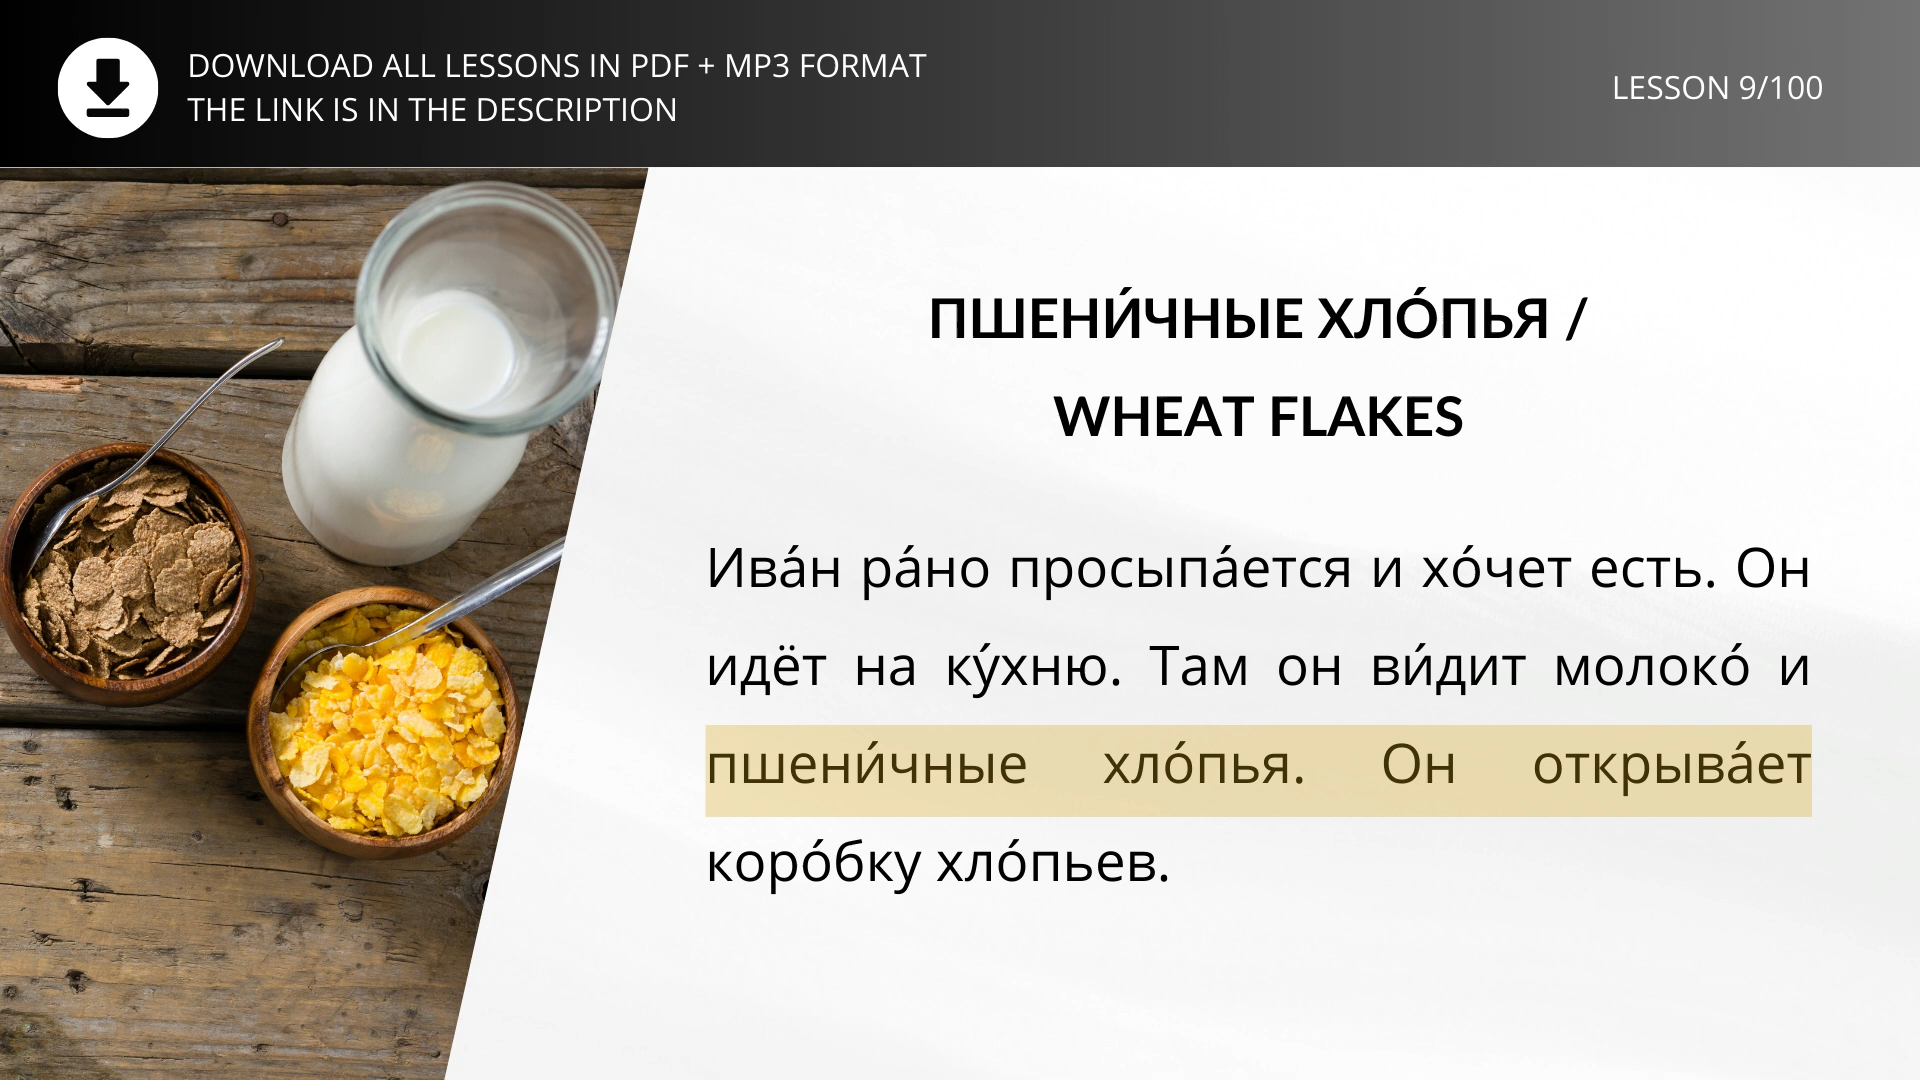 DOWNLOAD ALL LESSONS IN PDF + MP3 FORMAT
THE LINK IS IN THE DESCRIPTION
LESSON 9/100
ПШЕНИ́ЧНЫЕ ХЛО́ПЬЯ /
WHEAT FLAKES
Ива́н ра́но просыпа́ется и хо́чет есть. Он
идёт на ку́хню. Там он ви́дит молоко́ и
пшени́чные хло́пья. Он открыва́ет
коро́бку хло́пьев.